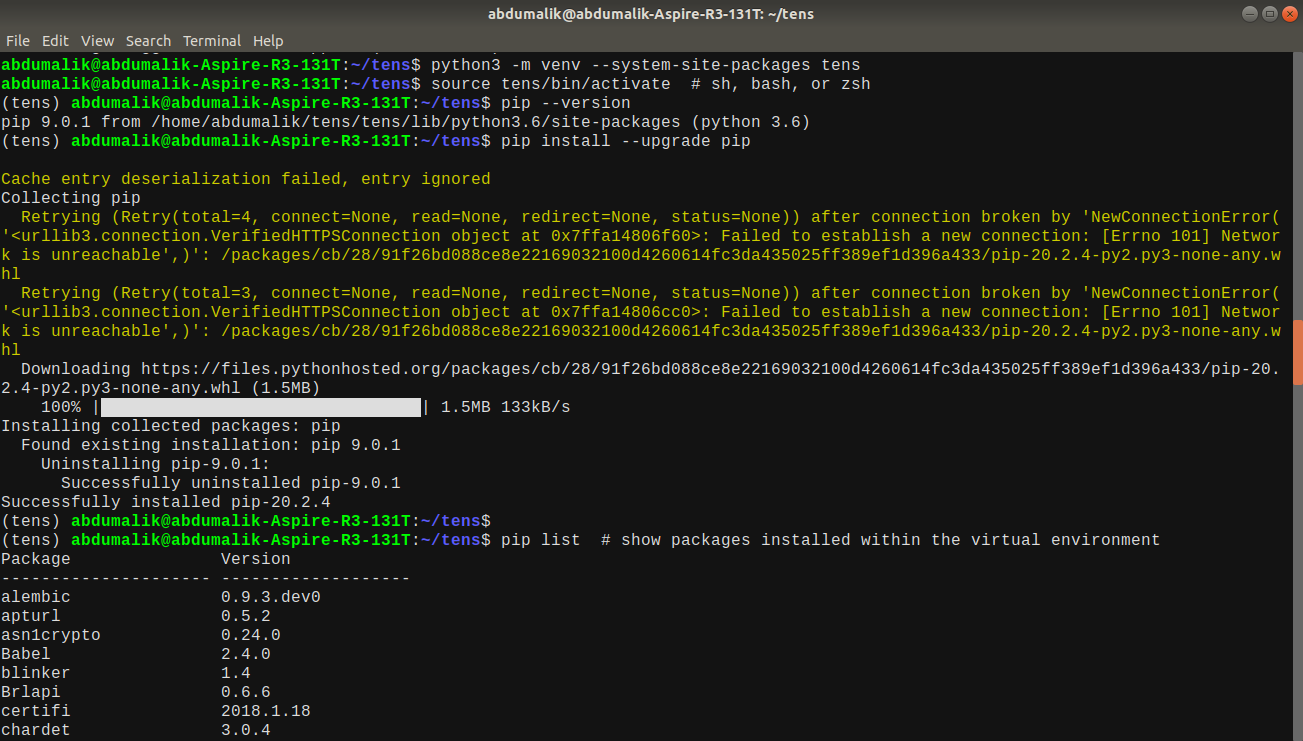 abdumalik@abdumalik-Aspire-R3-131T: ~/tens
File Edit View Search Terminal Help
abdumalik@abdumalik-Aspire-R3-131T:~/tens$ python3 -m venv --system-site-packages tens
abdumalik@abdumalik-Aspire-R3-131T:~/tens$ source tens/bin/activate  # sh, bash, or zsh
(tens) abdumalik@abdumalik-Aspire-R3-131T:~/tens$ pip --version
pip 9.0.1 from /home/abdumalik/tens/tens/lib/python3.6/site-packages (python 3.6)
(tens) abdumalik@abdumalik-Aspire-R3-131T:~/tens$ pip install --upgrade pip
Cache entry deserialization failed, entry ignored
Collecting pip
  Retrying (Retry(total=4, connect=None, read=None, redirect=None, status=None)) after connection broken by 'NewConnectionError(
'<urllib3.connection.VerifiedHTTPSConnection object at 0x7ffa14806f60>: Failed to establish a new connection: [Errno 101] Networ
k is unreachable',)': /packages/cb/28/91f26bd088ce8e22169032100d4260614fc3da435025ff389ef1d396a433/pip-20.2.4-py2.py3-none-any.w
hl
  Retrying (Retry(total=3, connect=None, read=None, redirect=None, status=None)) after connection broken by 'NewConnectionError(
'<urllib3.connection.VerifiedHTTPSConnection object at 0x7ffa14806cc0>: Failed to establish a new connection: [Errno 101] Networ
k is unreachable',)': /packages/cb/28/91f26bd088ce8e22169032100d4260614fc3da435025ff389ef1d396a433/pip-20.2.4-py2.py3-none-any.w
hl
  Downloading https://files.pythonhosted.org/packages/cb/28/91f26bd088ce8e22169032100d4260614fc3da435025ff389ef1d396a433/pip-20.
2.4-py2.py3-none-any.whl (1.5MB)
    100% |████████████████████████████████| 1.5MB 133kB/s
Installing collected packages: pip
  Found existing installation: pip 9.0.1
    Uninstalling pip-9.0.1:
      Successfully uninstalled pip-9.0.1
Successfully installed pip-20.2.4
(tens) abdumalik@abdumalik-Aspire-R3-131T:~/tens$
(tens) abdumalik@abdumalik-Aspire-R3-131T:~/tens$ pip list  # show packages installed within the virtual environment
Package               Version
--------------------- -------------------
alembic               0.9.3.dev0
apturl                0.5.2
asn1crypto            0.24.0
Babel                 2.4.0
blinker               1.4
Brlapi                0.6.6
certifi               2018.1.18
chardet               3.0.4